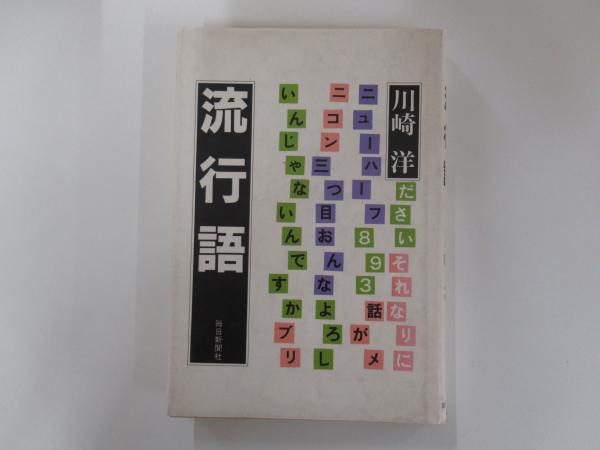 川崎 洋
ださいそれなりに
ニューハーフ893話がメ
ニコン三つ目おんなよろし
いんじゃないんですかブリ
流行語
毎日新聞社